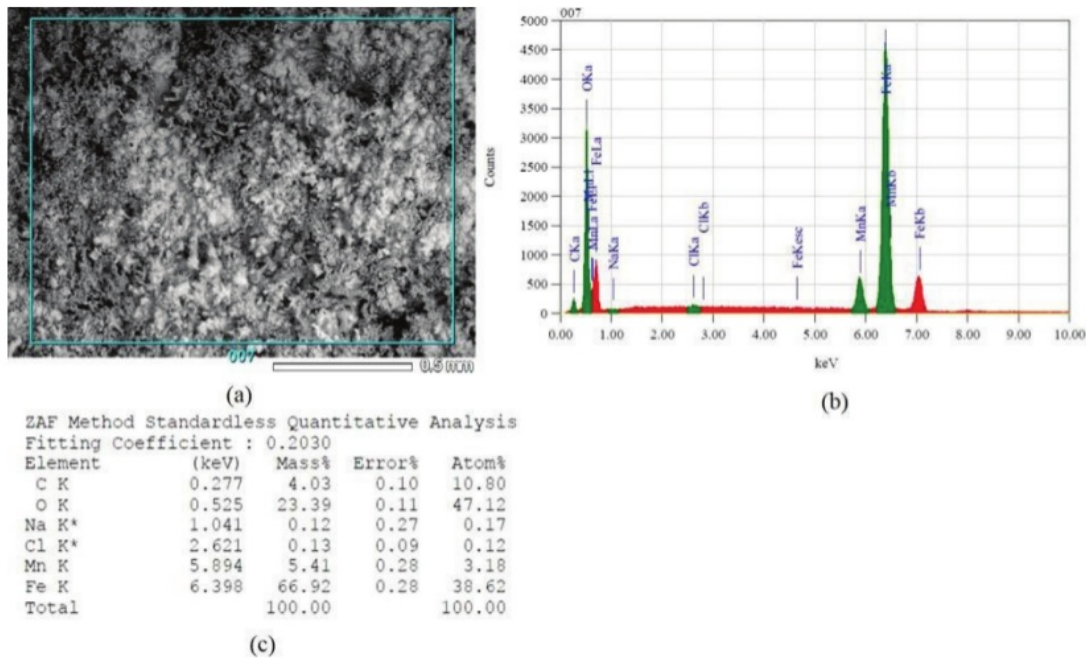 007
0.5 mm
(a)
007
5000
4500
4000
3500
3000
2500
2000
1500
1000
500
0
Counts
CKa
OKa
MnLa
FeLa
NaKa
ClKa
ClKb
FeKesc
MnKa
FeKa
MnKb
FeKb
0.00 1.00 2.00 3.00 4.00 5.00 6.00 7.00 8.00 9.00 10.00
keV
(b)
ZAF Method Standardless Quantitative Analysis
Fitting Coefficient : 0.2030
Element (keV) Mass% Error% Atom%
C K 0.277 4.03 0.10 10.80
O K 0.525 23.39 0.11 47.12
Na K* 1.041 0.12 0.27 0.17
Cl K* 2.621 0.13 0.09 0.12
Mn K 5.894 5.41 0.28 3.18
Fe K 6.398 66.92 0.28 38.62
Total 100.00 100.00
(c)